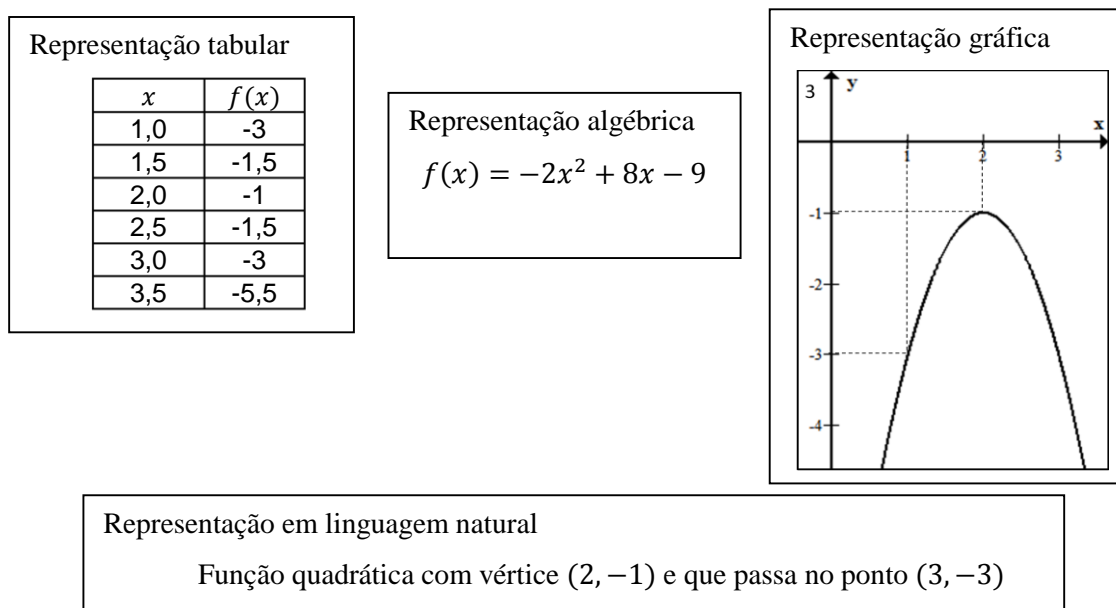 Representação tabular
x f(x)
1,0 -3
1,5 -1,5
2,0 -1
2,5 -1,5
3,0 -3
3,5 -5,5
Representação algébrica
f(x) = −2x² + 8x − 9
Representação gráfica
3 y
x
1 2 3
-1
-2
-3
-4
Representação em linguagem natural
Função quadrática com vértice (2, −1) e que passa no ponto (3, −3)